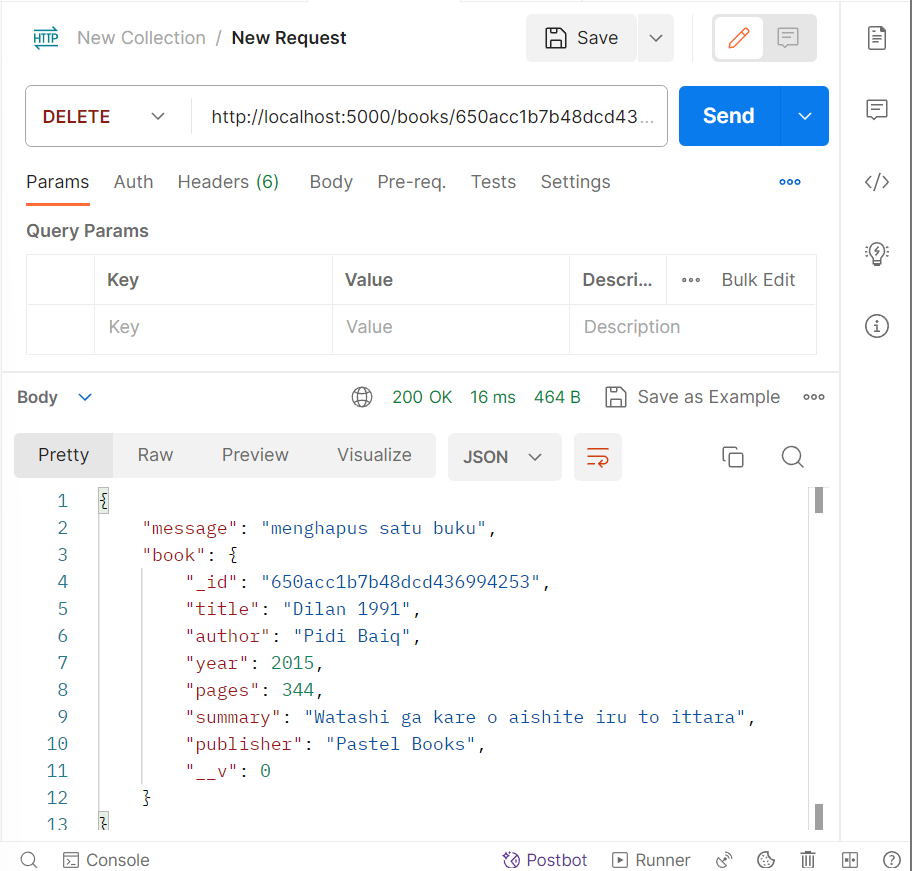 HTTP New Collection / New Request Save
DELETE http://localhost:5000/books/650acc1b7b48dcd43... Send
Params Auth Headers (6) Body Pre-req. Tests Settings
Query Params
Key Value Descri... Bulk Edit
Key Value Description
Body 200 OK 16 ms 464 B Save as Example
Pretty Raw Preview Visualize JSON
1 {
2 "message": "menghapus satu buku",
3 "book": {
4 "_id": "650acc1b7b48dcd436994253",
5 "title": "Dilan 1991",
6 "author": "Pidi Baiq",
7 "year": 2015,
8 "pages": 344,
9 "summary": "Watashi ga kare o aishite iru to ittara",
10 "publisher": "Pastel Books",
11 "__v": 0
12 }
13 }
Console Postbot Runner